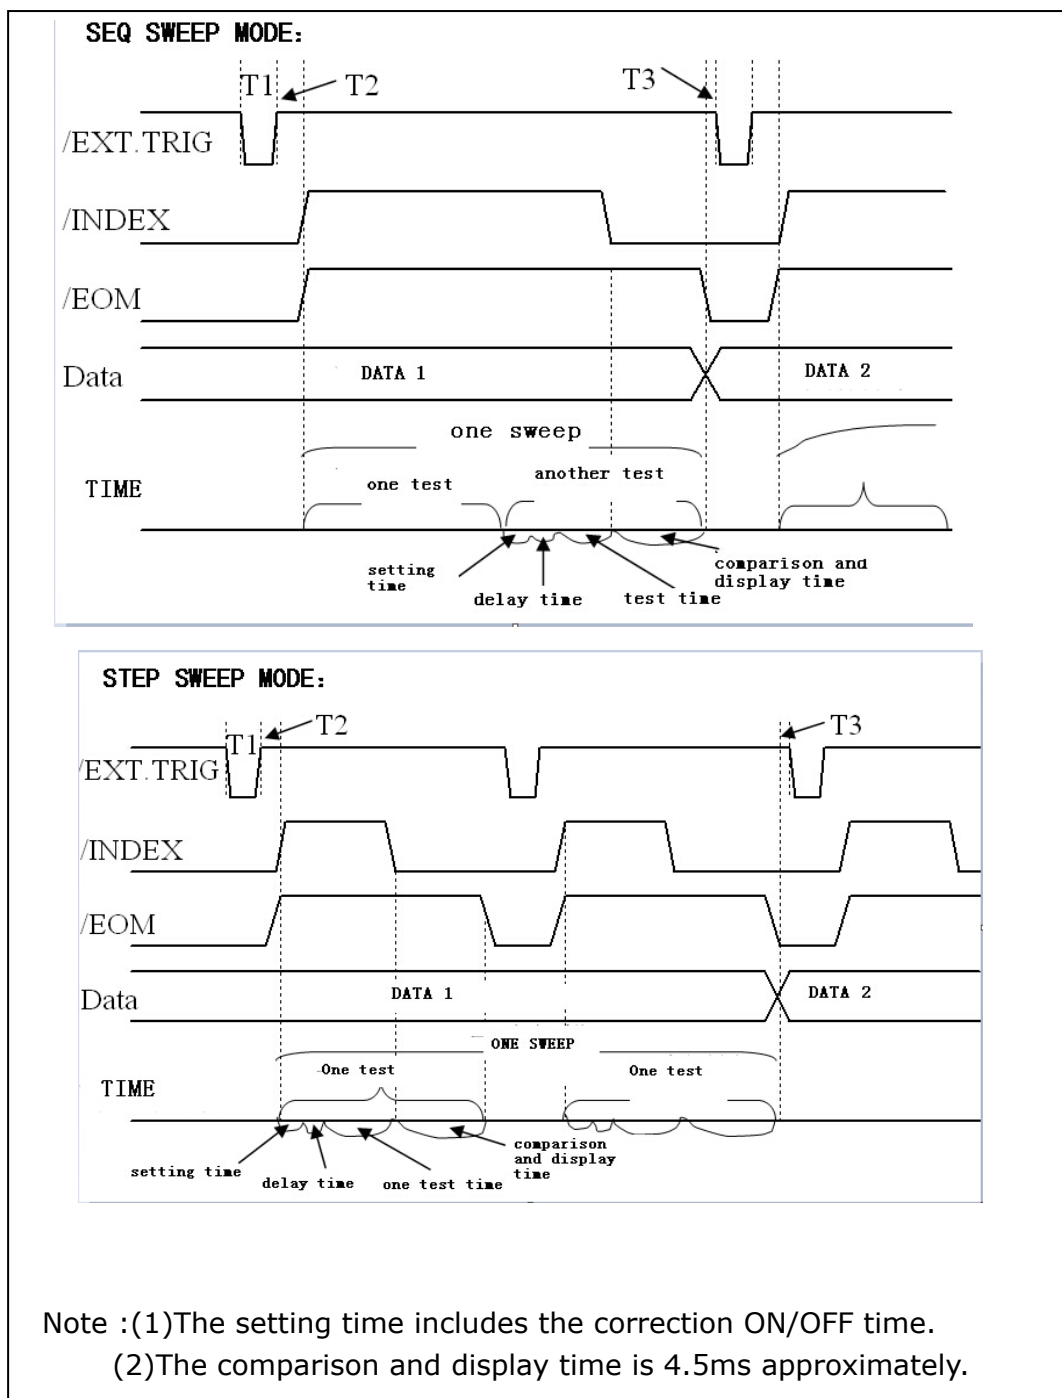 SEQ SWEEP MODE:
T1
T2
T3
/EXT.TRIG
/INDEX
/EOM
Data
DATA 1
DATA 2
one sweep
another test
one test
TIME
setting
time
delay time
test time
comparison and
display time
STEP SWEEP MODE:
T1
T2
T3
/EXT.TRIG
/INDEX
/EOM
Data
DATA 1
DATA 2
ONE SWEEP
One test
One test
TIME
setting time
delay time
one test time
comparison
and display
time
Note :(1)The setting time includes the correction ON/OFF time.
(2)The comparison and display time is 4.5ms approximately.